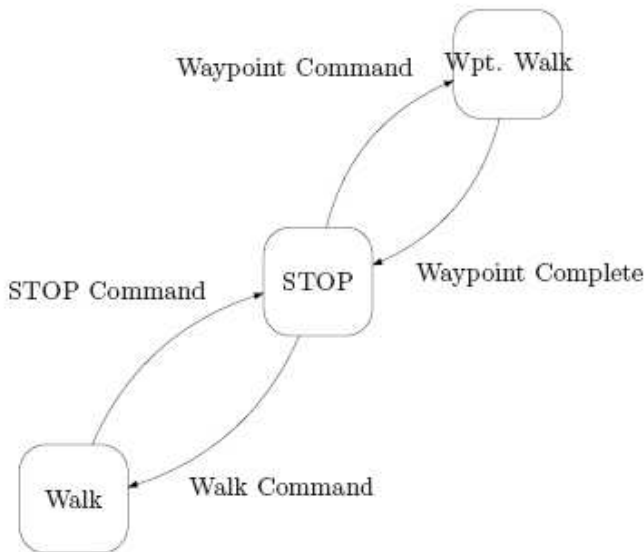 Waypoint Command
Wpt. Walk
STOP
Waypoint Complete
STOP Command
Walk
Walk Command